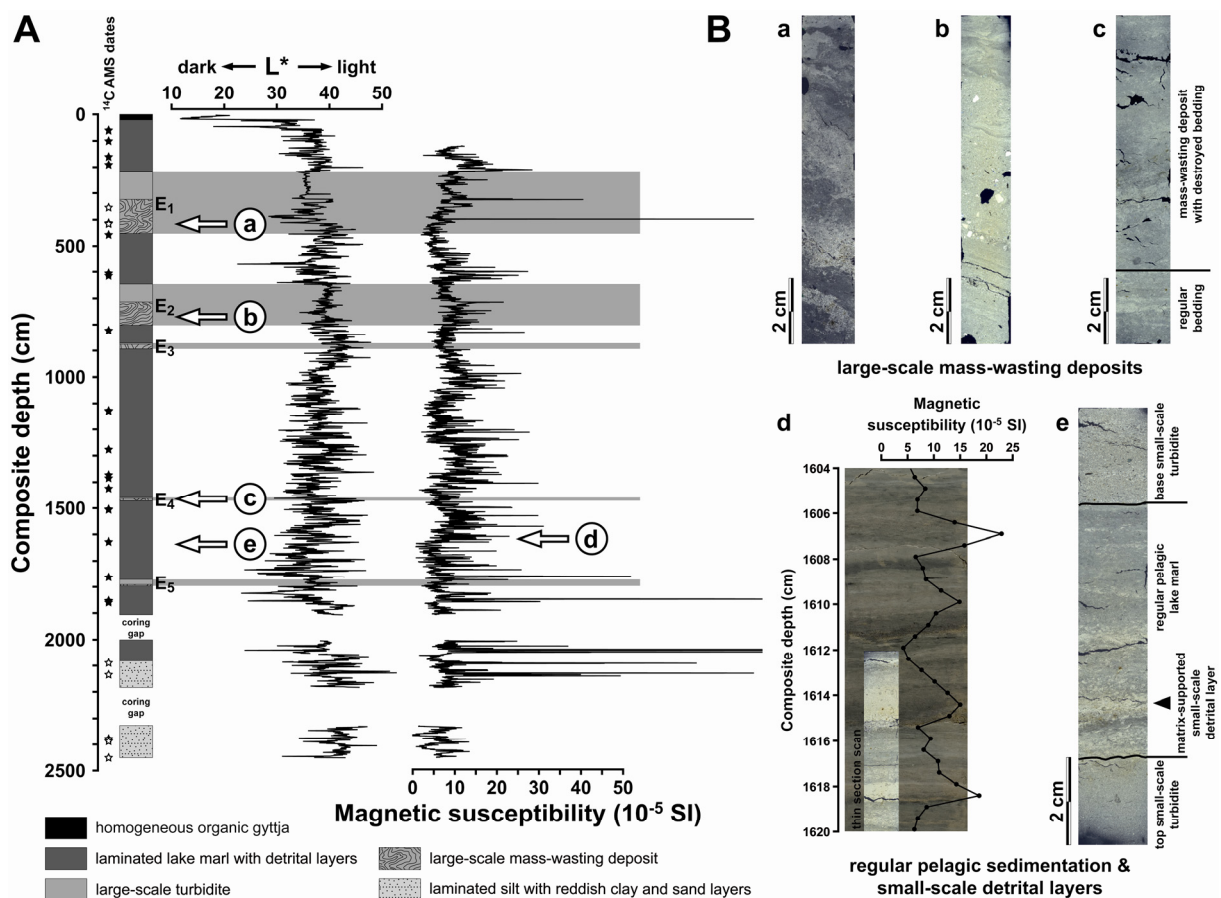 A
B
¹⁴C AMS dates
dark ← L* → light
10 20 30 40 50
0
500
1000
1500
2000
2500
Composite depth (cm)
E1
E2
E3
E4
E5
a
b
c
e
d
coring
gap
coring
gap
0 10 20 30 40 50
Magnetic susceptibility (10⁻⁵ SI)
homogeneous organic gyttja
laminated lake marl with detrital layers
large-scale turbidite
large-scale mass-wasting deposit
laminated silt with reddish clay and sand layers
a
b
c
2 cm
2 cm
2 cm
mass-wasting deposit
with destroyed bedding
regular
bedding
large-scale mass-wasting deposits
d
Magnetic
susceptibility (10⁻⁵ SI)
0 5 10 15 20 25
1604
1606
1608
1610
1612
1614
1616
1618
1620
Composite depth (cm)
thin section scan
e
base small-scale
turbidite
regular pelagic
lake marl
matrix-supported
small-scale
detrital layer
top small-scale
turbidite
2 cm
regular pelagic sedimentation &
small-scale detrital layers